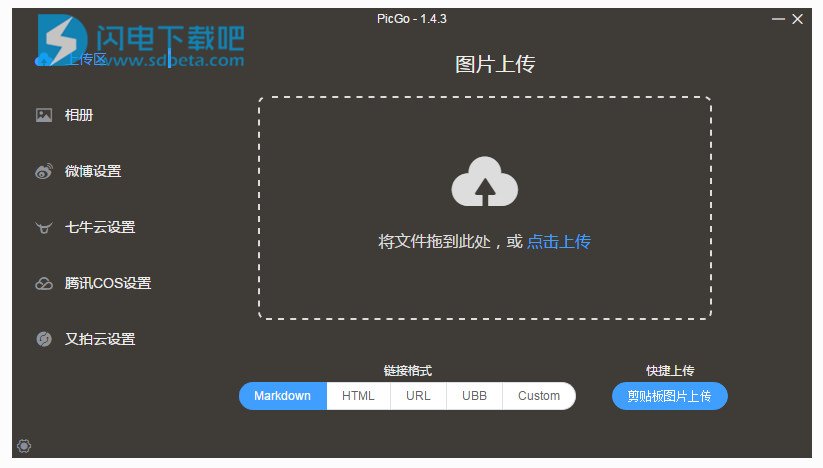 PicGo - 1.4.3
闪电下载吧
www.sdbeta.com
上传区
图片上传
相册
微博设置
七牛云设置
腾讯COS设置
又拍云设置
将文件拖到此处，或 点击上传
链接格式
快捷上传
Markdown HTML URL UBB Custom
剪贴板图片上传